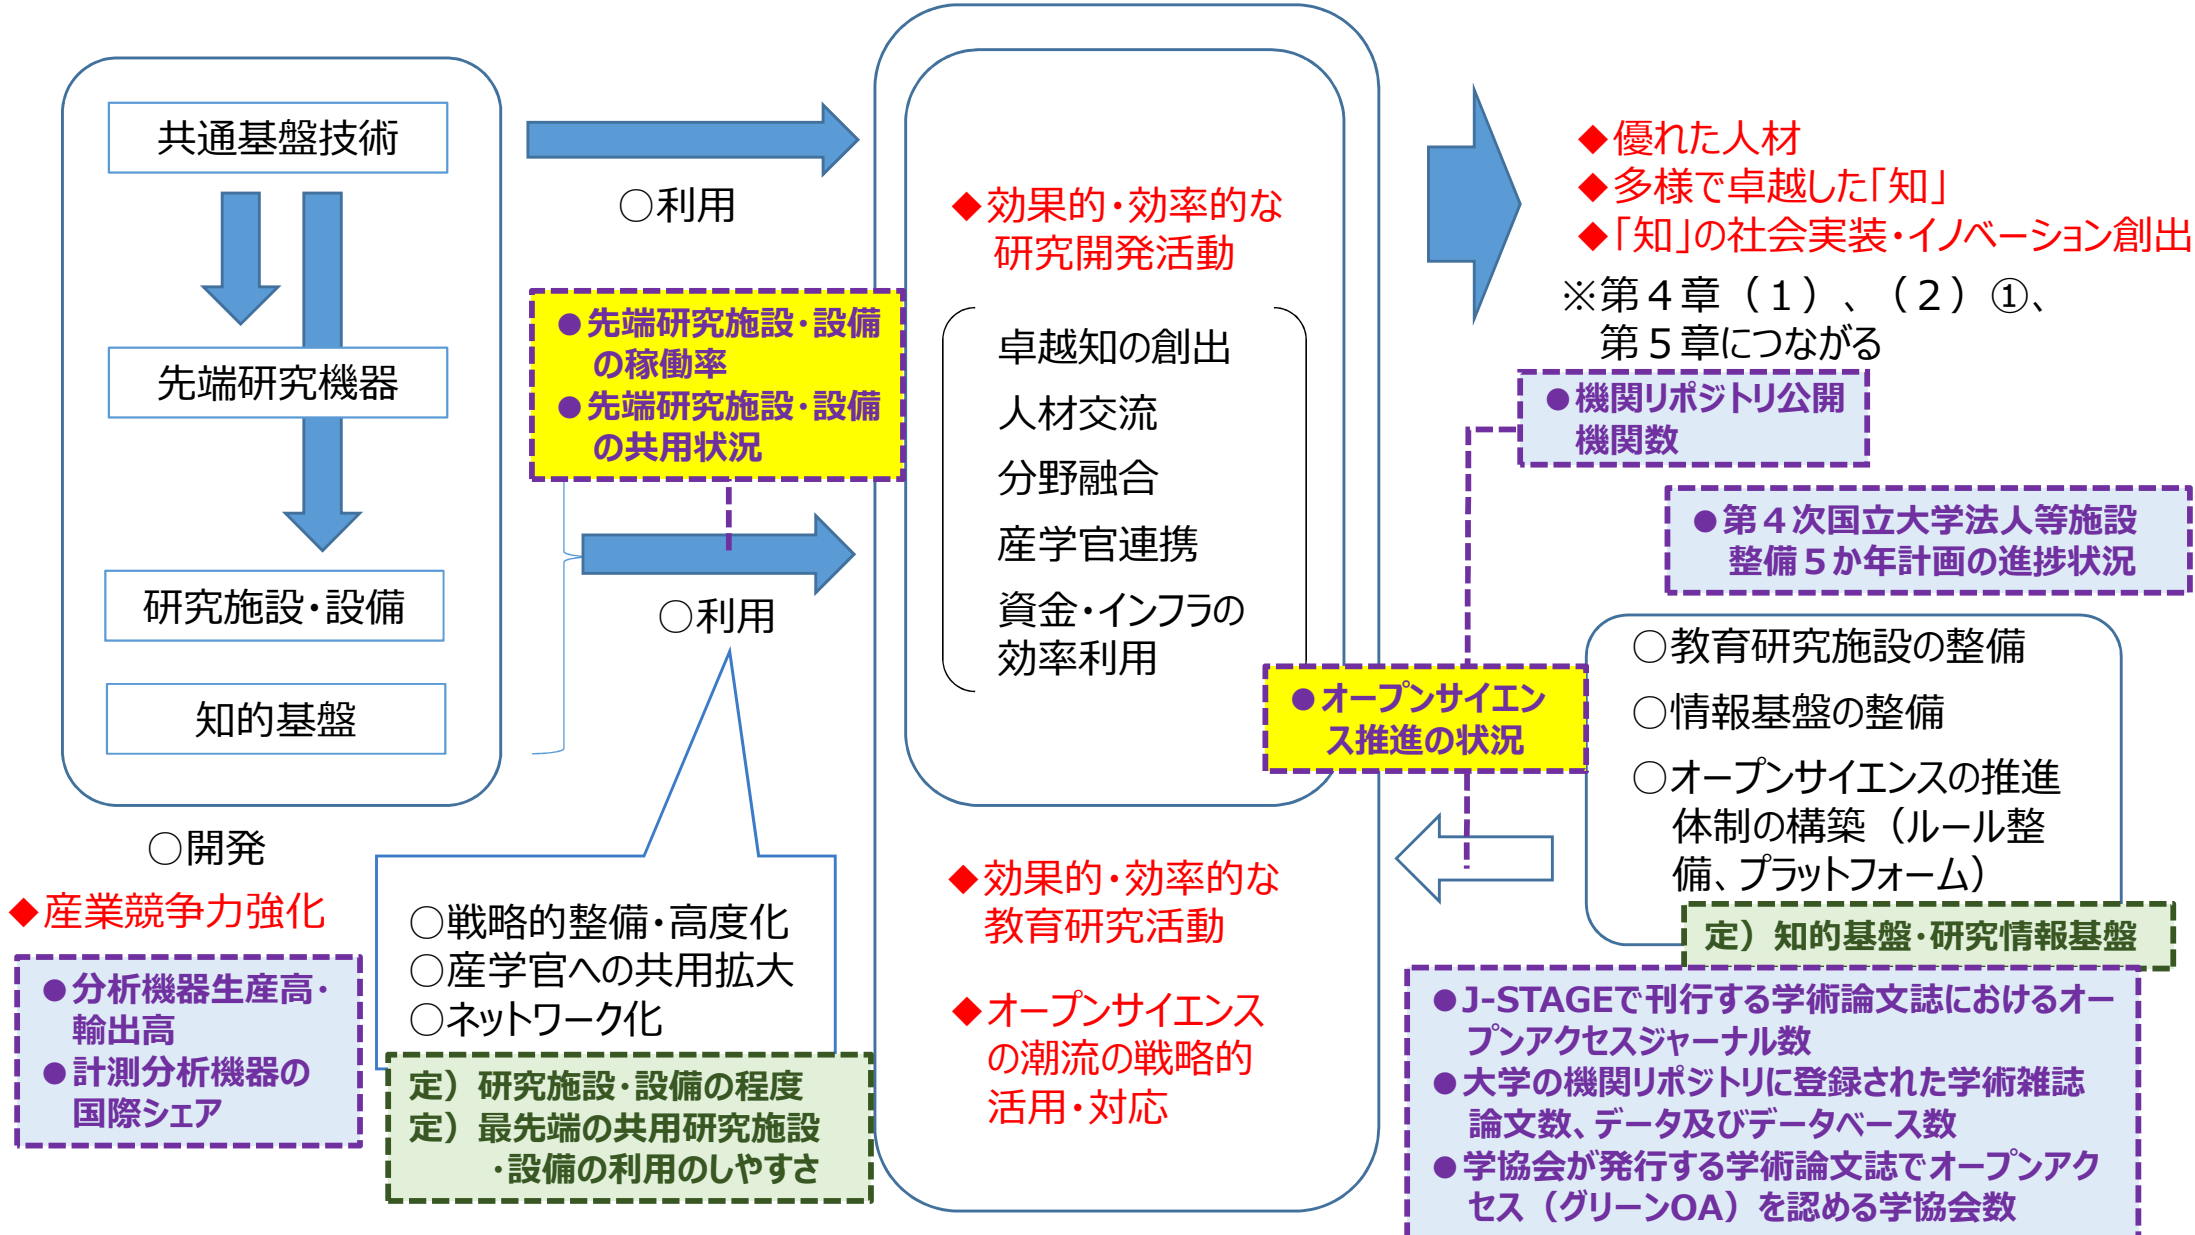 共通基盤技術
先端研究機器
研究施設・設備
知的基盤
○開発
◆産業競争力強化
●分析機器生産高・
輸出高
●計測分析機器の
国際シェア
○利用
●先端研究施設・設備
の稼働率
●先端研究施設・設備
の共用状況
○利用
○戦略的整備・高度化
○産学官への共用拡大
○ネットワーク化
定）研究施設・設備の程度
定）最先端の共用研究施設
・設備の利用のしやすさ
◆効果的・効率的な
研究開発活動
卓越知の創出
人材交流
分野融合
産学官連携
資金・インフラの
効率利用
◆効果的・効率的な
教育研究活動
◆オープンサイエンス
の潮流の戦略的
活用・対応
◆優れた人材
◆多様で卓越した「知」
◆「知」の社会実装・イノベーション創出
※第４章（１）、（２）①、
第５章につながる
●機関リポジトリ公開
機関数
●第４次国立大学法人等施設
整備５か年計画の進捗状況
●オープンサイエン
ス推進の状況
○教育研究施設の整備
○情報基盤の整備
○オープンサイエンスの推進
体制の構築（ルール整
備、プラットフォーム）
定）知的基盤・研究情報基盤
●J-STAGEで刊行する学術論文誌におけるオー
プンアクセスジャーナル数
●大学の機関リポジトリに登録された学術雑誌
論文数、データ及びデータベース数
●学協会が発行する学術論文誌でオープンアク
セス（グリーンOA）を認める学協会数